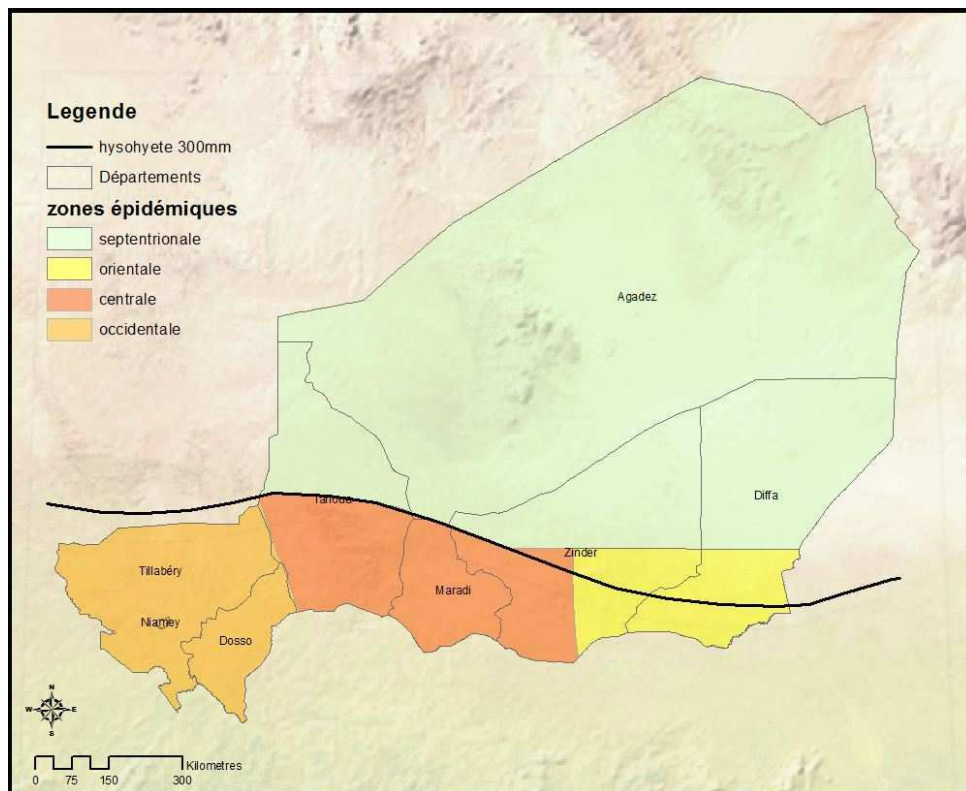 Legende
hysohyete 300mm
Départements
zones épidémiques
septentrionale
orientale
centrale
occidentale
Agadez
Diffa
Tahoua
Zinder
Tillabéry
Maradi
Niamey
Dosso
N
W E
S
Kilometres
0 75 150 300